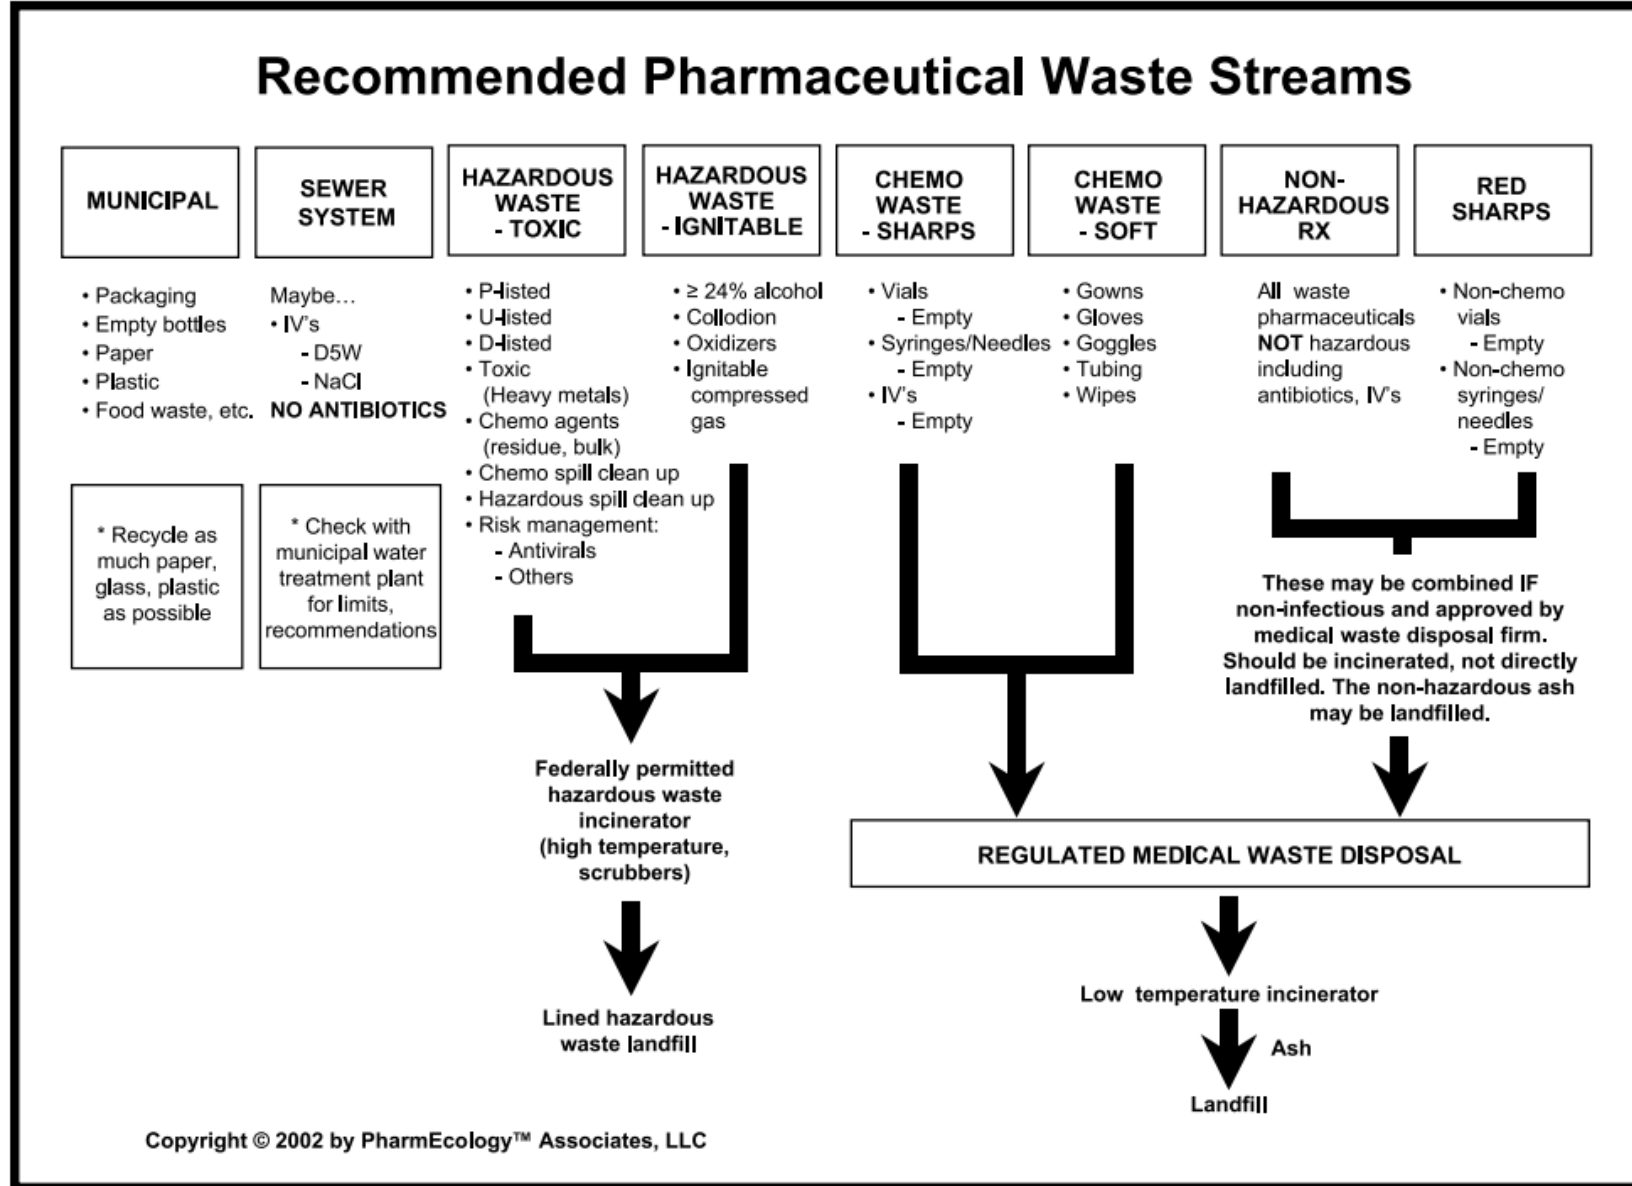 Recommended Pharmaceutical Waste Streams
MUNICIPAL
• Packaging
• Empty bottles
• Paper
• Plastic
• Food waste, etc.
* Recycle as
much paper,
glass, plastic
as possible
SEWER
SYSTEM
Maybe…
• IV's
- D5W
- NaCl
NO ANTIBIOTICS
* Check with
municipal water
treatment plant
for limits,
recommendations
HAZARDOUS
WASTE
- TOXIC
• P-listed
• U-listed
• D-listed
• Toxic
(Heavy metals)
• Chemo agents
(residue, bulk)
• Chemo spill clean up
• Hazardous spill clean up
• Risk management:
- Antivirals
- Others
HAZARDOUS
WASTE
- IGNITABLE
• ≥ 24% alcohol
• Collodion
• Oxidizers
• Ignitable
compressed
gas
Federally permitted
hazardous waste
incinerator
(high temperature,
scrubbers)
Lined hazardous
waste landfill
CHEMO
WASTE
- SHARPS
• Vials
- Empty
• Syringes/Needles
- Empty
• IV's
- Empty
CHEMO
WASTE
- SOFT
• Gowns
• Gloves
• Goggles
• Tubing
• Wipes
NON-
HAZARDOUS
RX
All waste
pharmaceuticals
NOT hazardous
including
antibiotics, IV's
RED
SHARPS
• Non-chemo
vials
- Empty
• Non-chemo
syringes/
needles
- Empty
These may be combined IF
non-infectious and approved by
medical waste disposal firm.
Should be incinerated, not directly
landfilled. The non-hazardous ash
may be landfilled.
REGULATED MEDICAL WASTE DISPOSAL
Low temperature incinerator
Ash
Landfill
Copyright © 2002 by PharmEcology™ Associates, LLC